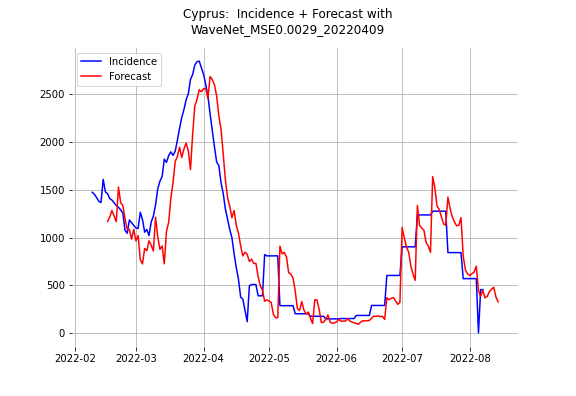 Cyprus:  Incidence + Forecast with
WaveNet_MSE0.0029_20220409
Incidence
Forecast
2500
2000
1500
1000
500
0
2022-02 2022-03 2022-04 2022-05 2022-06 2022-07 2022-08